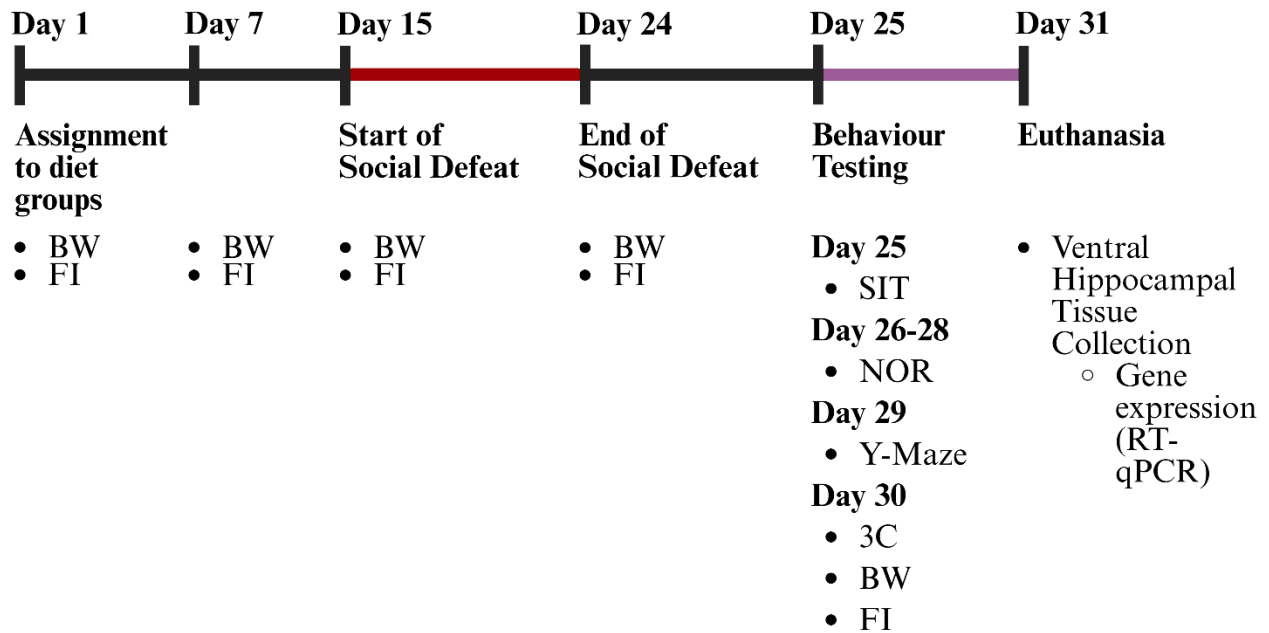 Day 1
Day 7
Day 15
Day 24
Day 25
Day 31
Assignment
to diet
groups
• BW
• FI
• BW
• FI
Start of
Social Defeat
• BW
• FI
End of
Social Defeat
• BW
• FI
Behaviour
Testing
Day 25
• SIT
Day 26-28
• NOR
Day 29
• Y-Maze
Day 30
• 3C
• BW
• FI
Euthanasia
• Ventral
Hippocampal
Tissue
Collection
○ Gene
expression
(RT-
qPCR)